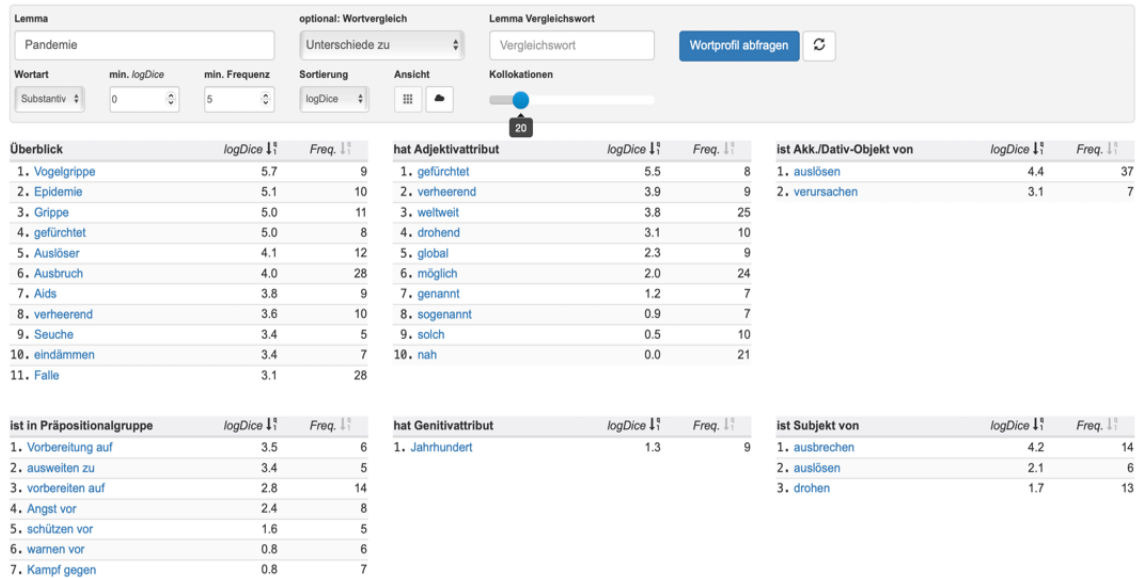 Lemma optional: Wortvergleich Lemma Vergleichswort
Pandemie Unterschiede zu Vergleichswort Wortprofil abfragen
Wortart min. logDice min. Frequenz Sortierung Ansicht Kollokationen
Substantiv 0 5 logDice
20
Überblick logDice Freq.
1. Vogelgrippe 5.7 9
2. Epidemie 5.1 10
3. Grippe 5.0 11
4. gefürchtet 5.0 8
5. Auslöser 4.1 12
6. Ausbruch 4.0 28
7. Aids 3.8 9
8. verheerend 3.6 10
9. Seuche 3.4 5
10. eindämmen 3.4 7
11. Falle 3.1 28
hat Adjektivattribut logDice Freq.
1. gefürchtet 5.5 8
2. verheerend 3.9 9
3. weltweit 3.8 25
4. drohend 3.1 10
5. global 2.3 9
6. möglich 2.0 24
7. genannt 1.2 7
8. sogenannt 0.9 7
9. solch 0.5 10
10. nah 0.0 21
ist Akk./Dativ-Objekt von logDice Freq.
1. auslösen 4.4 37
2. verursachen 3.1 7
ist in Präpositionalgruppe logDice Freq.
1. Vorbereitung auf 3.5 6
2. ausweiten zu 3.4 5
3. vorbereiten auf 2.8 14
4. Angst vor 2.4 8
5. schützen vor 1.6 5
6. warnen vor 0.8 6
7. Kampf gegen 0.8 7
hat Genitivattribut logDice Freq.
1. Jahrhundert 1.3 9
ist Subjekt von logDice Freq.
1. ausbrechen 4.2 14
2. auslösen 2.1 6
3. drohen 1.7 13